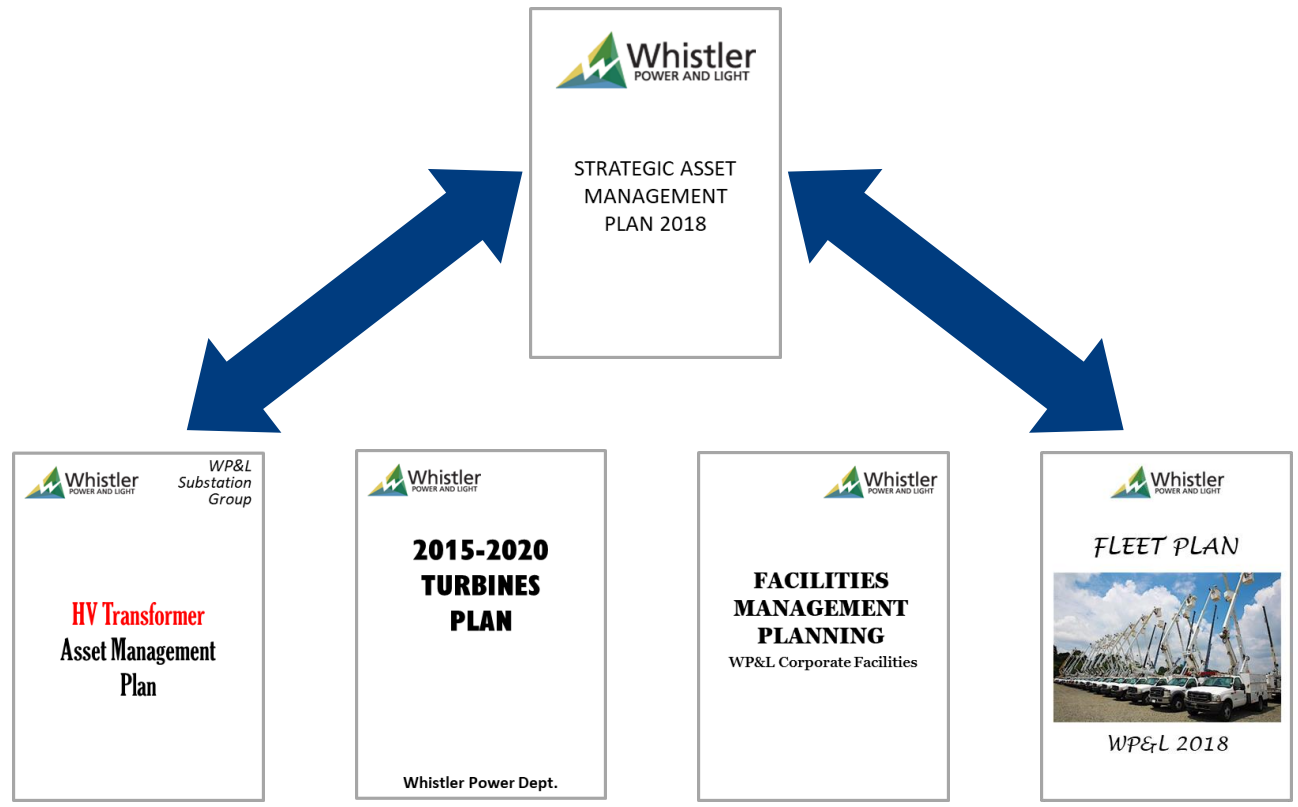 Whistler
POWER AND LIGHT
STRATEGIC ASSET
MANAGEMENT
PLAN 2018
Whistler
POWER AND LIGHT
WP&L
Substation
Group
HV Transformer
Asset Management
Plan
Whistler
POWER AND LIGHT
2015-2020
TURBINES
PLAN
Whistler Power Dept.
Whistler
POWER AND LIGHT
FACILITIES
MANAGEMENT
PLANNING
WP&L Corporate Facilities
Whistler
POWER AND LIGHT
FLEET PLAN
WP&L 2018